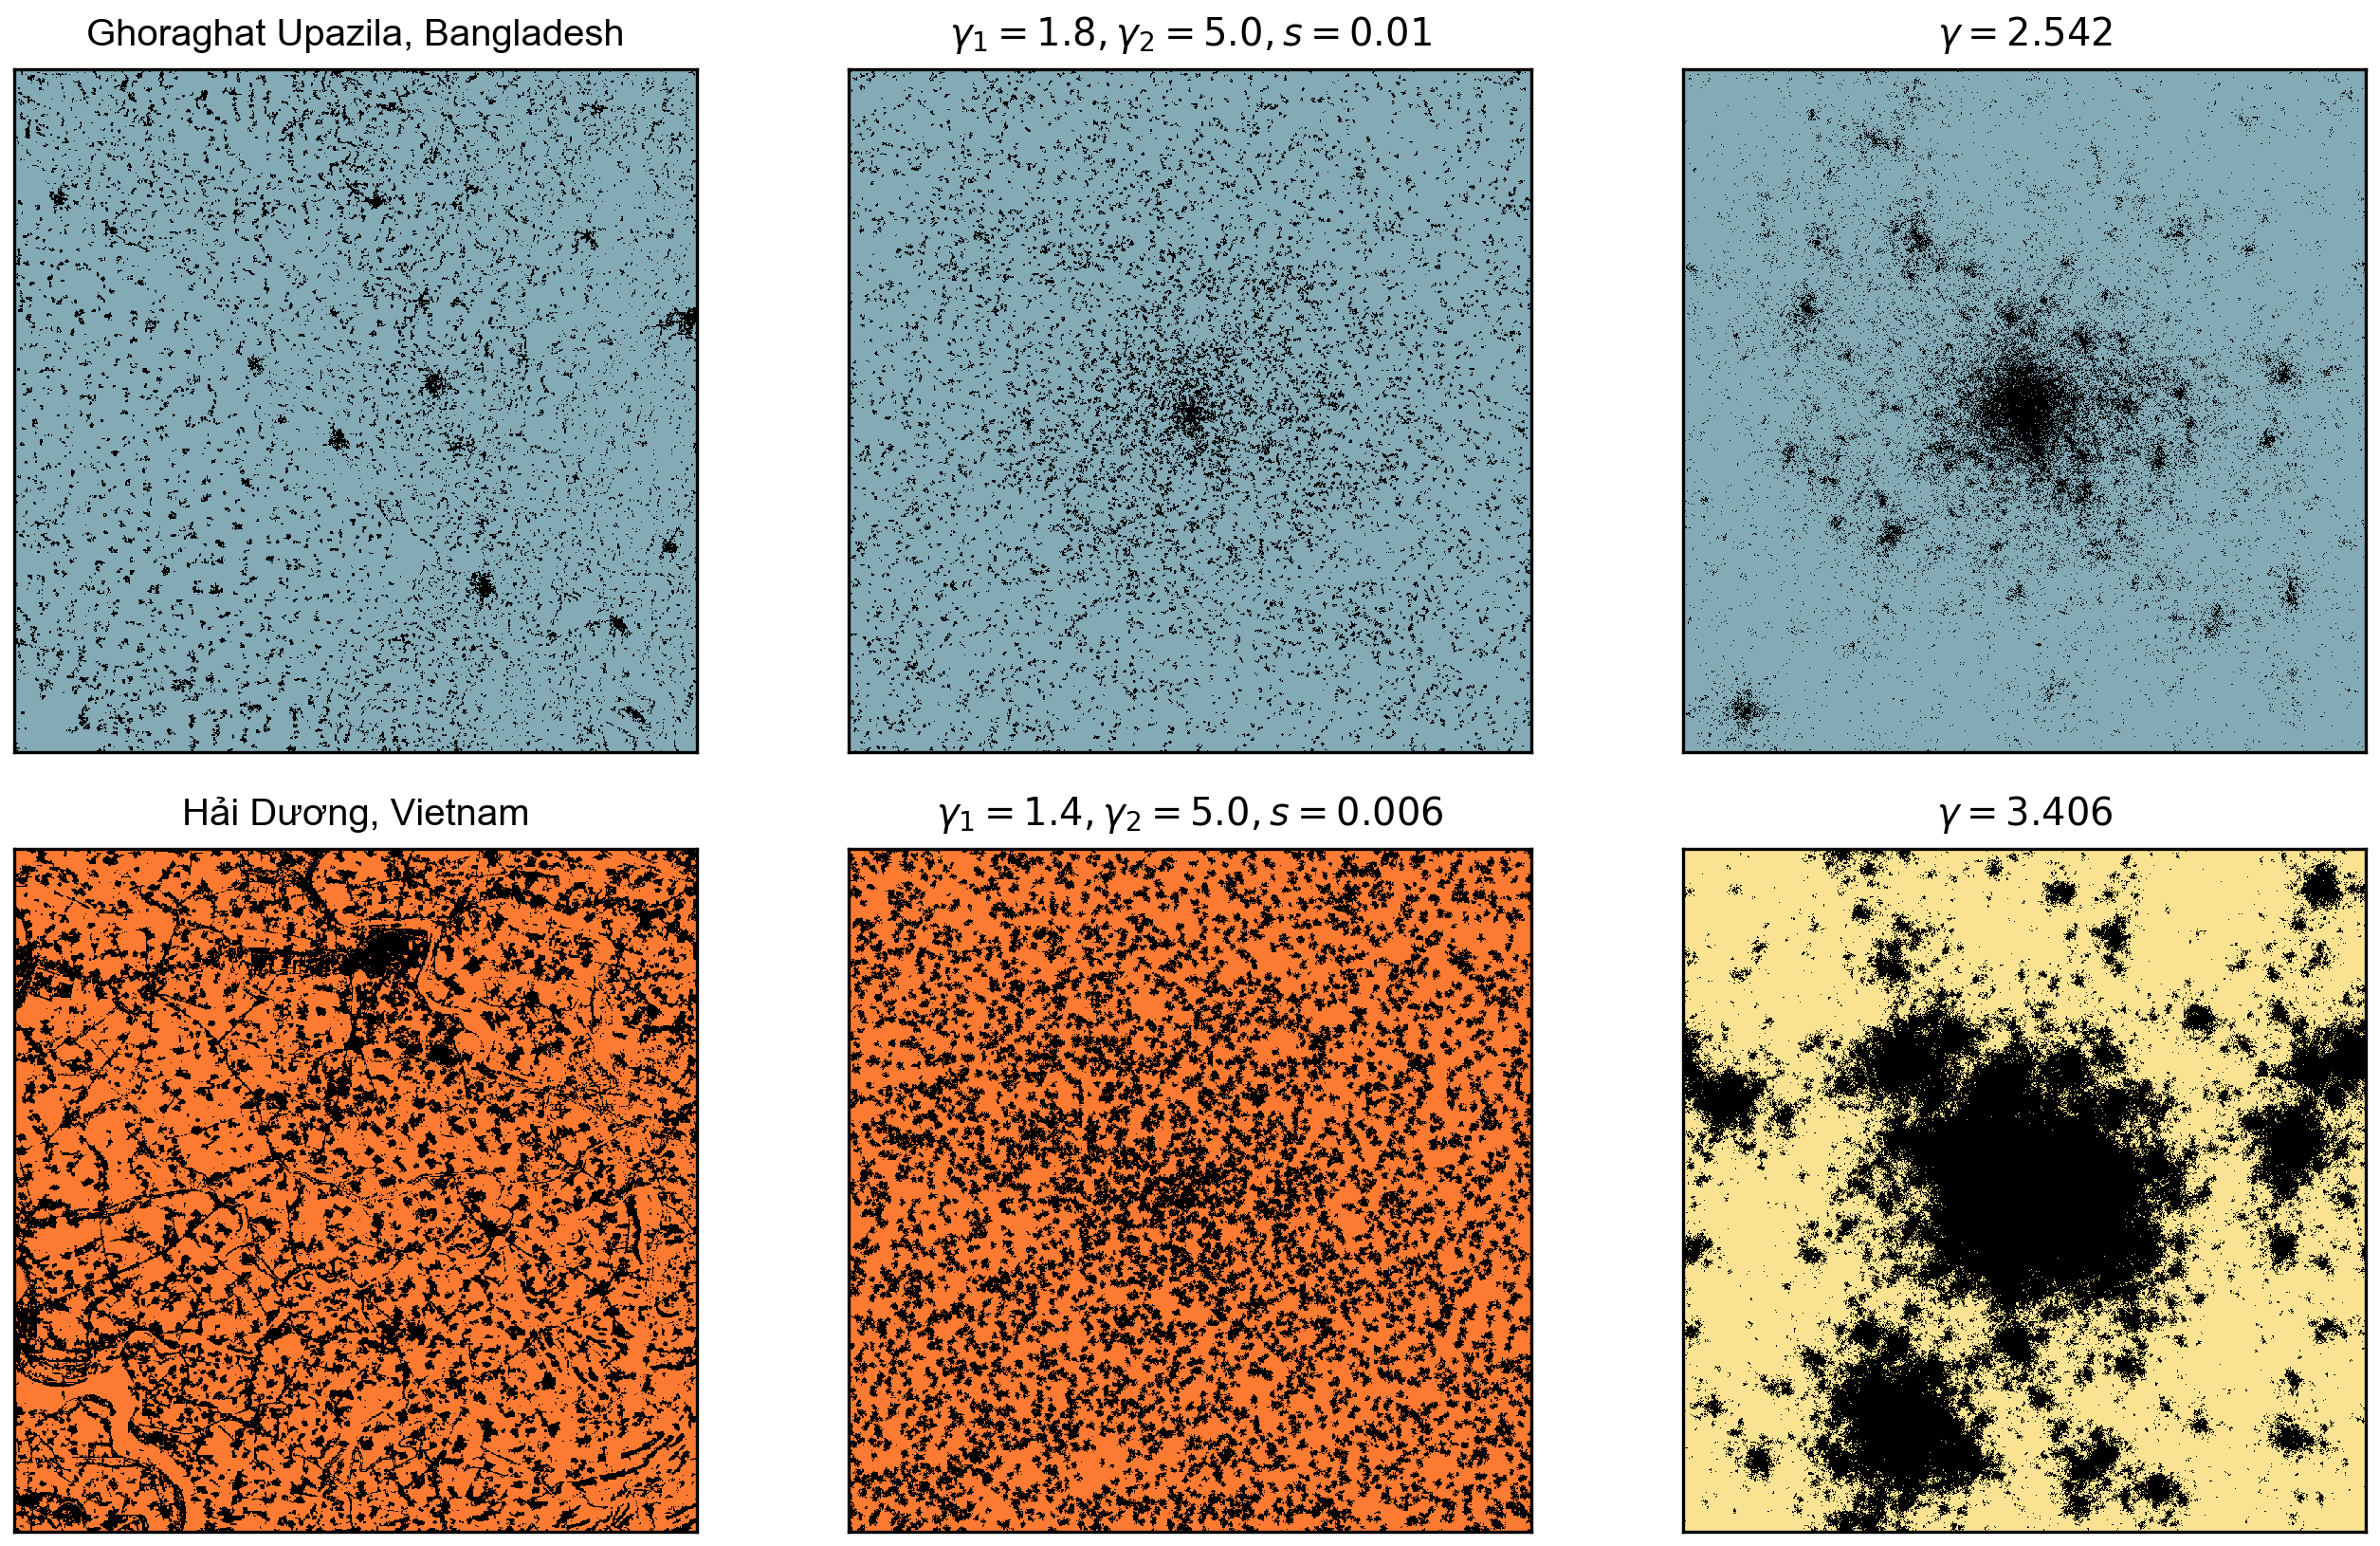 Ghoraghat Upazila, Bangladesh
γ₁ = 1.8, γ₂ = 5.0, s = 0.01
γ = 2.542
Hải Dương, Vietnam
γ₁ = 1.4, γ₂ = 5.0, s = 0.006
γ = 3.406